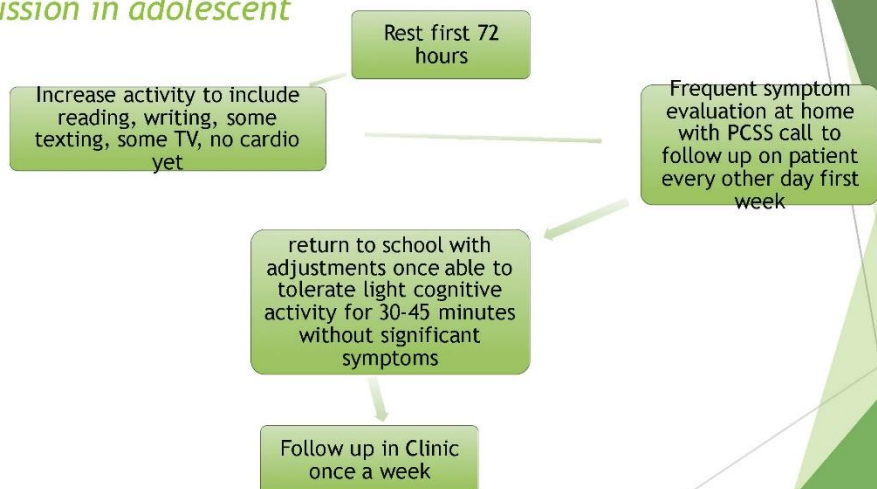 ussion in adolescent
Rest first 72
hours
Increase activity to include
reading, writing, some
texting, some TV, no cardio
yet
Frequent symptom
evaluation at home
with PCSS call to
follow up on patient
every other day first
week
return to school with
adjustments once able to
tolerate light cognitive
activity for 30-45 minutes
without significant
symptoms
Follow up in Clinic
once a week